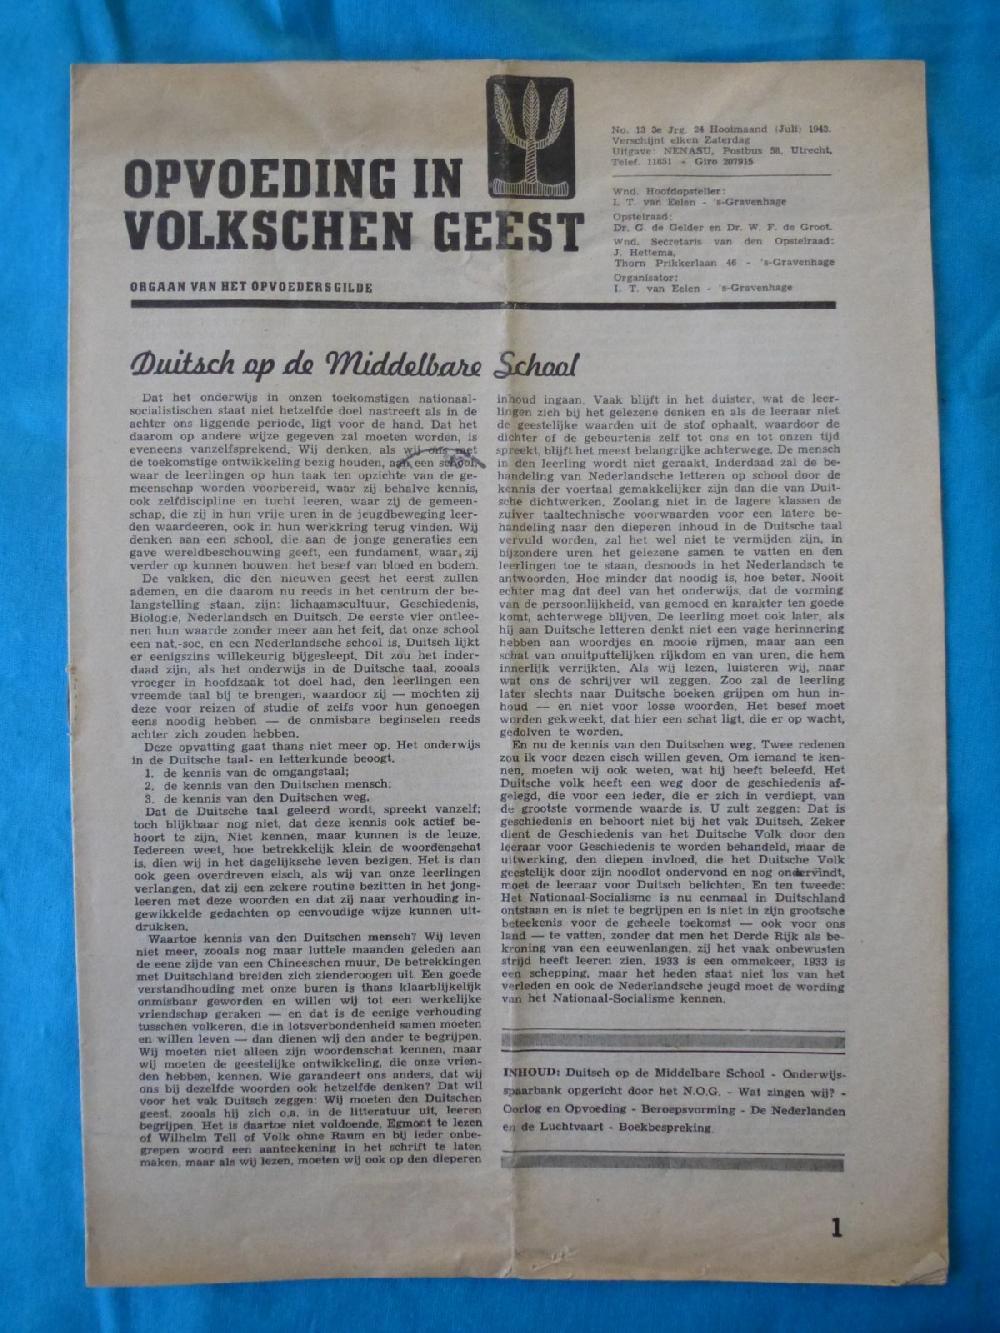 OPVOEDING IN
VOLKSCHEN GEEST
ORGAAN VAN HET OPVOEDERSGILDE
No. 13 3e Jrg. 24 Hooimaand (Juli) 1943.
Verschijnt elken Zaterdag
Uitgave: NENASU, Postbus 58, Utrecht,
Telef. 11651 - Giro 207915
Wnd. Hoofdopsteller:
I. T. van Eelen - 's-Gravenhage
Opstelraad:
Dr. G. de Gelder en Dr. W. F. de Groot.
Wnd. Secretaris van den Opstelraad:
J. Hettema,
Thorn Prikkerlaan 46 - 's-Gravenhage
Organisator:
I. T. van Eelen - 's-Gravenhage
Duitsch op de Middelbare School
Dat het onderwijs in onzen toekomstigen nationaal-
socialistischen staat niet hetzelfde doel nastreeft als in de
achter ons liggende periode, ligt voor de hand. Dat het
daarom op andere wijze gegeven zal moeten worden, is
eveneens vanzelfsprekend. Wij denken, als wij ons met
de toekomstige ontwikkeling bezig houden, aan een school,
waar de leerlingen op hun taak ten opzichte van de ge-
meenschap worden voorbereid, waar zij behalve kennis,
ook zelfdiscipline en tucht leeren, waar zij de gemeen-
schap, die zij in hun vrije uren in de jeugdbeweging leer-
den waardeeren, ook in hun werkkring terug vinden. Wij
denken aan een school, die aan de jonge generaties een
gave wereldbeschouwing geeft, een fundament, waar zij
verder op kunnen bouwen: het besef van bloed en bodem.
De vakken, die den nieuwen geest het eerst zullen
ademen, en die daarom nu reeds in het centrum der be-
langstelling staan, zijn: lichaamscultuur, Geschiedenis,
Biologie, Nederlandsch en Duitsch. De eerste vier ontlee-
nen hun waarde zonder meer aan het feit, dat onze school
een nat.-soc. en een Nederlandsche school is, Duitsch lijkt
er eenigszins willekeurig bijgesleept. Dit zou het inder-
daad zijn, als het onderwijs in de Duitsche taal, zooals
vroeger in hoofdzaak tot doel had, den leerlingen een
vreemde taal bij te brengen, waardoor zij — mochten zij
deze voor reizen of studie of zelfs voor hun genoegen
eens noodig hebben — de onmisbare beginselen reeds
achter zich zouden hebben.
Deze opvatting gaat thans niet meer op. Het onderwijs
in de Duitsche taal- en letterkunde beoogt.
1. de kennis van de omgangstaal;
2. de kennis van den Duitschen mensch;
3. de kennis van den Duitschen weg.
Dat de Duitsche taal geleerd wordt, spreekt vanzelf;
toch blijkbaar nog niet, dat deze kennis ook actief be-
hoort te zijn. Niet kennen, maar kunnen is de leuze.
Iedereen weet, hoe betrekkelijk klein de woordenschat
is, dien wij in het dagelijksche leven bezigen. Het is dan
ook geen overdreven eisch, als wij van onze leerlingen
verlangen, dat zij een zekere routine bezitten in het jong-
leeren met deze woorden en dat zij naar verhouding in-
gewikkelde gedachten op eenvoudige wijze kunnen uit-
drukken.
Waartoe kennis van den Duitschen mensch? Wij leven
niet meer, zooals nog maar luttele maanden geleden aan
de eene zijde van een Chineeschen muur. De betrekkingen
met Duitschland breiden zich zienderoogen uit. Een goede
verstandhouding met onze buren is thans klaarblijkelijk
onmisbaar geworden en willen wij tot een werkelijke
vriendschap geraken — en dat is de eenige verhouding
tusschen volkeren, die in lotsverbondenheid samen moeten
en willen leven — dan dienen wij den ander te begrijpen.
Wij moeten niet alleen zijn woordenschat kennen, maar
wij moeten de geestelijke ontwikkeling, die onze vrien-
den hebben, kennen. Wie garandeert ons anders, dat wij
ons bij dezelfde woorden ook hetzelfde denken? Dat wil
voor het vak Duitsch zeggen: Wij moeten den Duitschen
geest, zooals hij zich o.a. in de litteratuur uit, leeren
begrijpen. Het is daartoe niet voldoende, Egmont te lezen
of Wilhelm Tell of Volk ohne Raum en bij ieder onbe-
grepen woord een aanteekening in het schrift te laten
maken, maar als wij lezen, moeten wij ook op den dieperen
inhoud ingaan. Vaak blijft in het duister, wat de leer-
lingen zich bij het gelezene denken en als de leeraar niet
de geestelijke waarden uit de stof ophaalt, waardoor de
dichter of de gebeurtenis zelf tot ons en tot onzen tijd
spreekt, blijft het meest belangrijke achterwege. De mensch
in den leerling wordt niet geraakt. Inderdaad zal de be-
handeling van Nederlandsche letteren op school door de
kennis der voertaal gemakkelijker zijn dan die van Duit-
sche dichtwerken. Zoolang niet in de lagere klassen de
zuiver taaltechnische voorwaarden voor een latere be-
handeling naar den dieperen inhoud in de Duitsche taal
vervuld worden, zal het wel niet te vermijden zijn, in
bijzondere uren het gelezene samen te vatten en den
leerlingen toe te staan, desnoods in het Nederlandsch te
antwoorden. Hoe minder dat noodig is, hoe beter. Nooit
echter mag dat deel van het onderwijs, dat de vorming
van de persoonlijkheid, van gemoed en karakter ten goede
komt, achterwege blijven. De leerling moet ook later, als
hij aan Duitsche letteren denkt niet een vage herinnering
hebben aan woordjes en mooie rijmen, maar aan een
schat van onuitputtelijken rijkdom en van uren, die hem
innerlijk verrijkten. Als wij lezen, luisteren wij, naar
wat ons de schrijver wil zeggen. Zoo zal de leerling
later slechts naar Duitsche boeken grijpen om hun in-
houd — en niet voor losse woorden. Het besef moet
worden gekweekt, dat hier een schat ligt, die er op wacht,
gedolven te worden.
En nu de kennis van den Duitschen weg. Twee redenen
zou ik voor dezen eisch willen geven. Om iemand te ken-
nen, moeten wij ook weten, wat hij heeft beleefd. Het
Duitsche volk heeft een weg door de geschiedenis af-
gelegd, die voor een ieder, die er zich in verdiept, van
de grootste vormende waarde is. U zult zeggen: Dat is
geschiedenis en behoort niet bij het vak Duitsch. Zeker
dient de Geschiedenis van het Duitsche Volk door den
leeraar voor Geschiedenis te worden behandeld, maar de
uitwerking, den diepen invloed, die het Duitsche Volk
geestelijk door zijn noodlot ondervond en nog ondervindt,
moet de leeraar voor Duitsch belichten. En ten tweede:
Het Nationaal-Socialisme is nu eenmaal in Duitschland
ontstaan en is niet te begrijpen en is niet in zijn grootsche
beteekenis voor de geheele toekomst — ook voor ons
land — te vatten, zonder dat men het Derde Rijk als be-
kroning van een eeuwenlangen, zij het vaak onbewusten
strijd heeft leeren zien. 1933 is een ommekeer, 1933 is
een schepping, maar het heden staat niet los van het
verleden en ook de Nederlandsche jeugd moet de wording
van het Nationaal-Socialisme kennen.
INHOUD: Duitsch op de Middelbare School - Onderwijs-
spaarbank opgericht door het N.O.G. - Wat zingen wij? -
Oorlog en Opvoeding - Beroepsvorming - De Nederlanden
en de Luchtvaart - Boekbespreking.
1